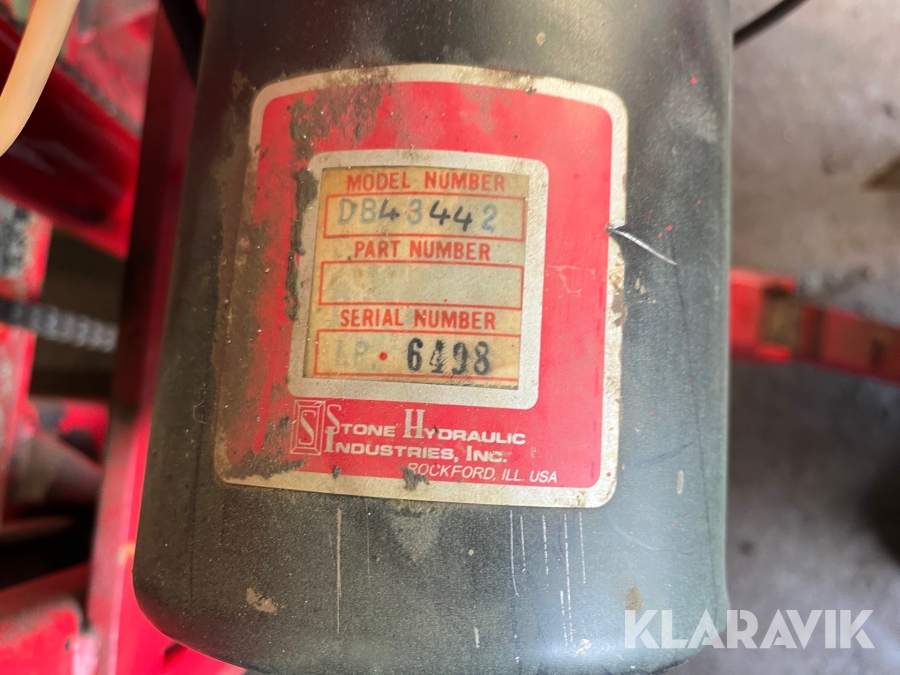 MODEL NUMBER
DB43442
PART NUMBER
SERIAL NUMBER
6498
S STONE HYDRAULIC
INDUSTRIES, INC.
ROCKFORD, ILL. USA
KLARAVIK